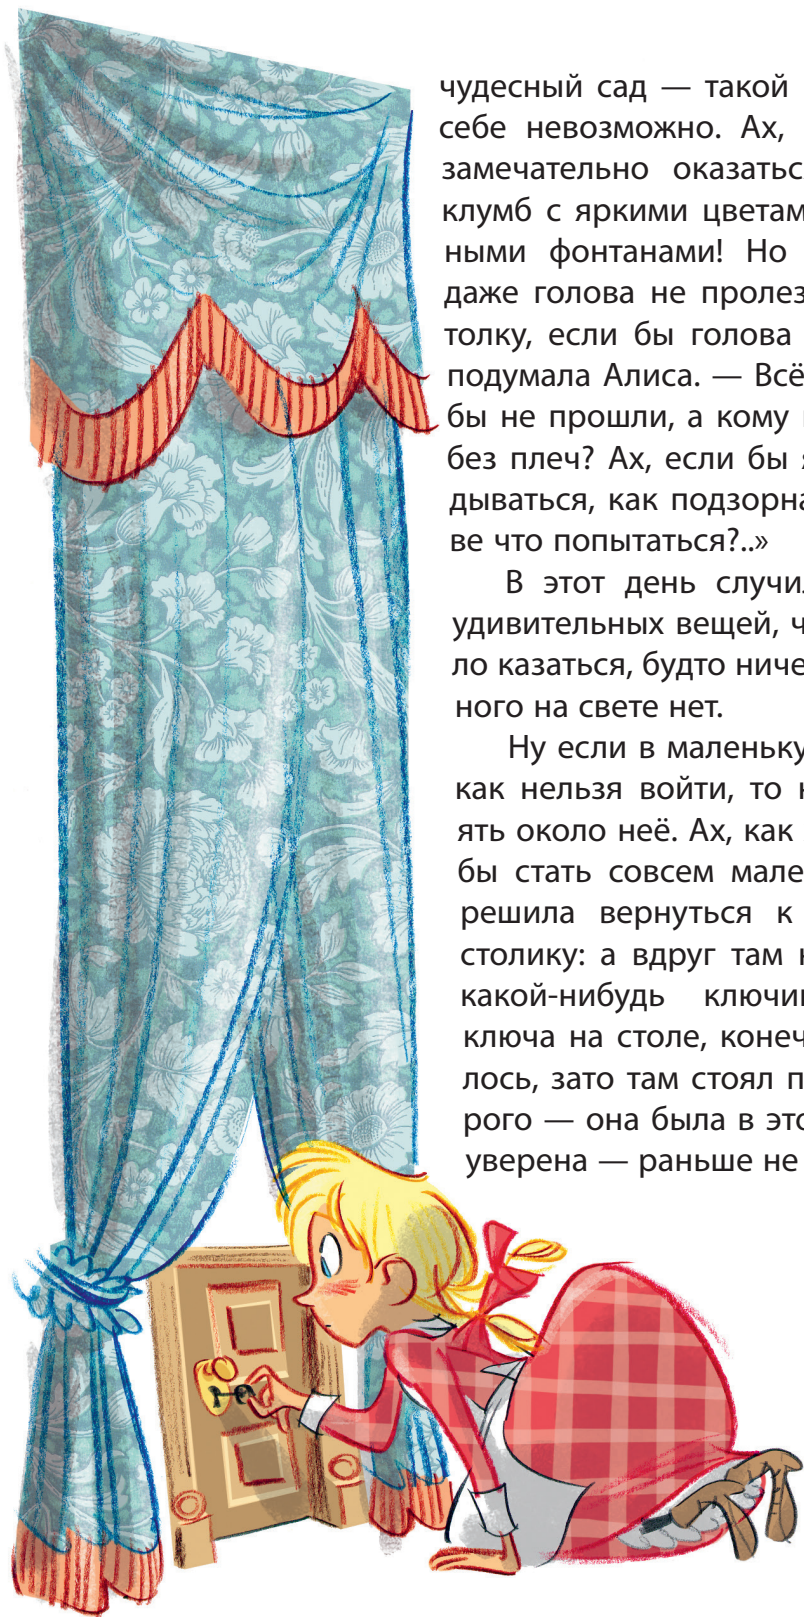 чудесный сад — такой
себе невозможно. Ах,
замечательно оказатьс
клумб с яркими цветам
ными фонтанами! Но
даже голова не пролез
толку, если бы голова
подумала Алиса. — Всё
бы не прошли, а кому
без плеч? Ах, если бы
дываться, как подзорна
ве что попытаться?..»
В этот день случил
удивительных вещей, ч
ло казаться, будто ниче
ного на свете нет.
Ну если в маленьку
как нельзя войти, то
ять около неё. Ах, как
бы стать совсем мале
решила вернуться к
столику: а вдруг там
какой-нибудь ключи
ключа на столе, конеч
лось, зато там стоял п
рого — она была в это
уверена — раньше не